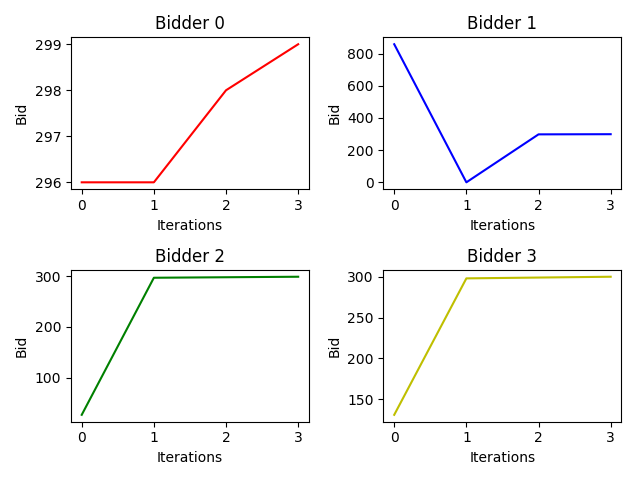 Bidder 0
299
298
297
296
Bid
0 1 2 3
Iterations
Bidder 1
800
600
400
200
0
Bid
0 1 2 3
Iterations
Bidder 2
300
200
100
Bid
0 1 2 3
Iterations
Bidder 3
300
250
200
150
Bid
0 1 2 3
Iterations